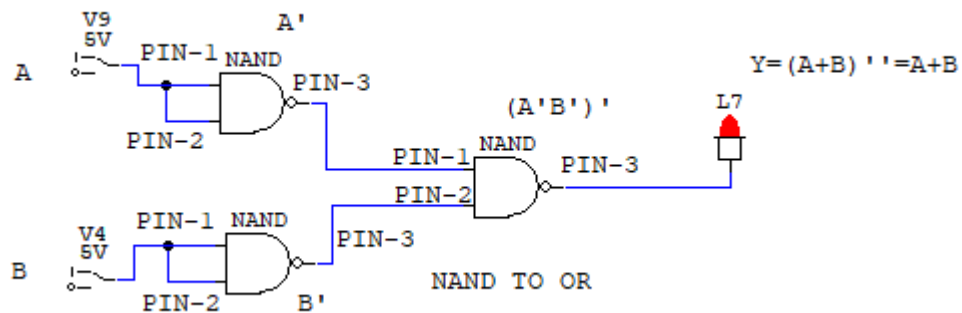 V9
5V
A
PIN-1
NAND
A'
PIN-3
PIN-2
(A'B')'
Y=(A+B)''=A+B
L7
NAND
PIN-1
PIN-2
PIN-3
V4
5V
B
PIN-1
NAND
PIN-3
PIN-2
B'
NAND TO OR